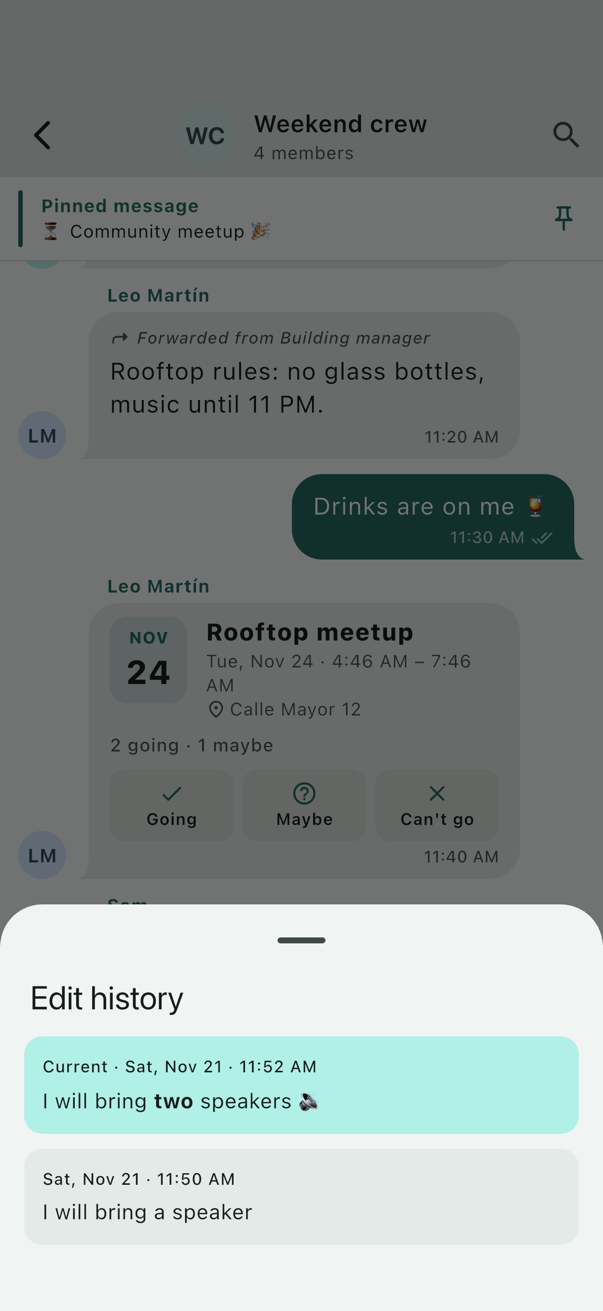 WC
Weekend crew
4 members
Pinned message
⏳ Community meetup 🎉
Leo Martín
Forwarded from Building manager
Rooftop rules: no glass bottles,
music until 11 PM.
11:20 AM
LM
Drinks are on me 🍹
11:30 AM
Leo Martín
NOV
24
Rooftop meetup
Tue, Nov 24 · 4:46 AM – 7:46
AM
Calle Mayor 12
2 going · 1 maybe
Going
Maybe
Can't go
11:40 AM
LM
Edit history
Current · Sat, Nov 21 · 11:52 AM
I will bring two speakers 🔊
Sat, Nov 21 · 11:50 AM
I will bring a speaker